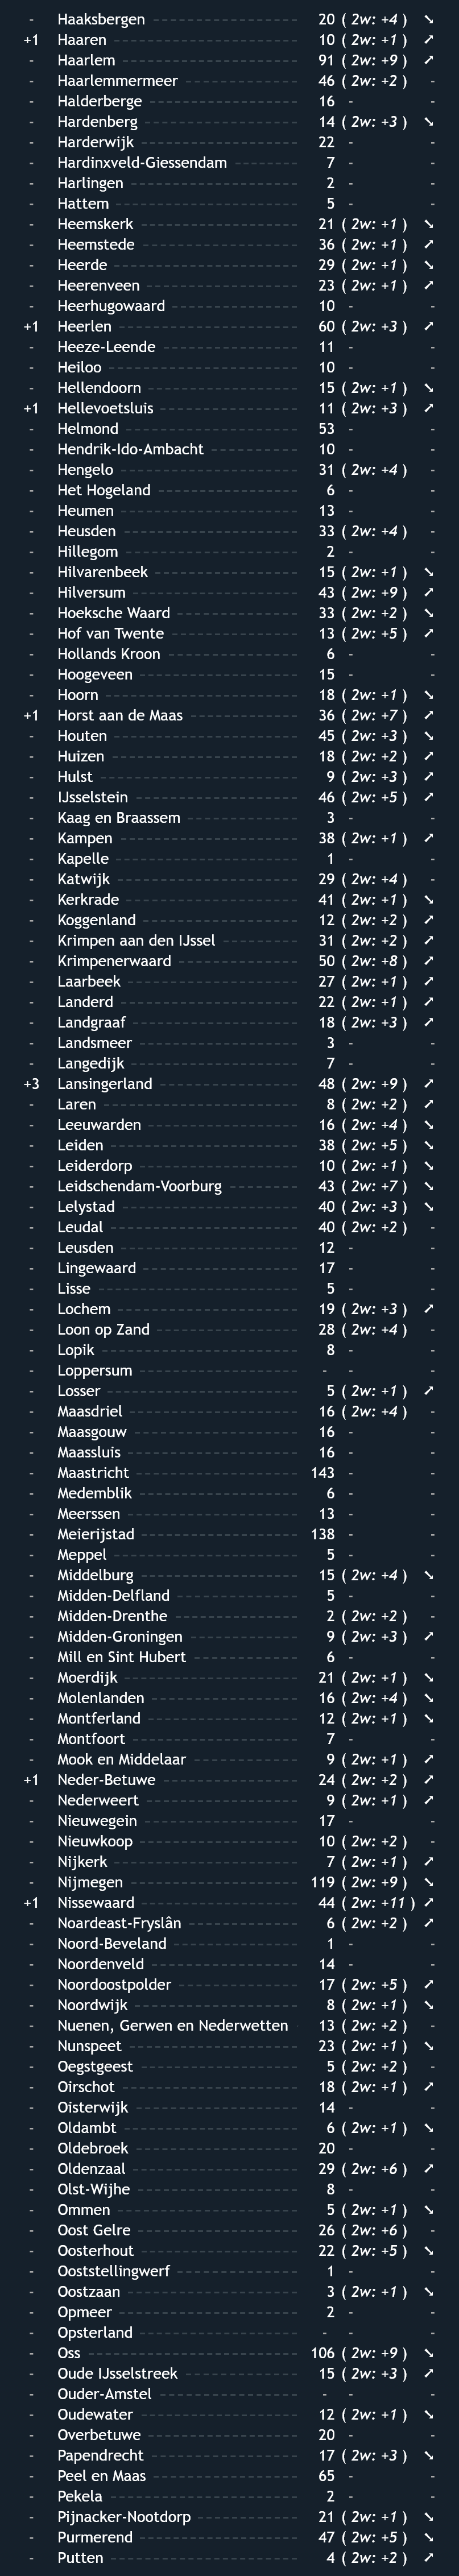 - Haaksbergen 20 ( 2w: +4 ) ➘
+1 Haaren 10 ( 2w: +1 ) ➚
- Haarlem 91 ( 2w: +9 ) ➚
- Haarlemmermeer 46 ( 2w: +2 ) -
- Halderberge 16 - -
- Hardenberg 14 ( 2w: +3 ) ➘
- Harderwijk 22 - -
- Hardinxveld-Giessendam 7 - -
- Harlingen 2 - -
- Hattem 5 - -
- Heemskerk 21 ( 2w: +1 ) ➘
- Heemstede 36 ( 2w: +1 ) ➚
- Heerde 29 ( 2w: +1 ) ➘
- Heerenveen 23 ( 2w: +1 ) ➚
- Heerhugowaard 10 - -
+1 Heerlen 60 ( 2w: +3 ) ➚
- Heeze-Leende 11 - -
- Heiloo 10 - -
- Hellendoorn 15 ( 2w: +1 ) ➘
+1 Hellevoetsluis 11 ( 2w: +3 ) ➚
- Helmond 53 - -
- Hendrik-Ido-Ambacht 10 - -
- Hengelo 31 ( 2w: +4 ) -
- Het Hogeland 6 - -
- Heumen 13 - -
- Heusden 33 ( 2w: +4 ) -
- Hillegom 2 - -
- Hilvarenbeek 15 ( 2w: +1 ) ➘
- Hilversum 43 ( 2w: +9 ) ➚
- Hoeksche Waard 33 ( 2w: +2 ) ➘
- Hof van Twente 13 ( 2w: +5 ) ➚
- Hollands Kroon 6 - -
- Hoogeveen 15 - -
- Hoorn 18 ( 2w: +1 ) ➘
+1 Horst aan de Maas 36 ( 2w: +7 ) ➚
- Houten 45 ( 2w: +3 ) ➘
- Huizen 18 ( 2w: +2 ) ➚
- Hulst 9 ( 2w: +3 ) ➚
- IJsselstein 46 ( 2w: +5 ) ➚
- Kaag en Braassem 3 - -
- Kampen 38 ( 2w: +1 ) ➚
- Kapelle 1 - -
- Katwijk 29 ( 2w: +4 ) -
- Kerkrade 41 ( 2w: +1 ) ➘
- Koggenland 12 ( 2w: +2 ) ➚
- Krimpen aan den IJssel 31 ( 2w: +2 ) ➚
- Krimpenerwaard 50 ( 2w: +8 ) ➚
- Laarbeek 27 ( 2w: +1 ) ➚
- Landerd 22 ( 2w: +1 ) ➚
- Landgraaf 18 ( 2w: +3 ) ➚
- Landsmeer 3 - -
- Langedijk 7 - -
+3 Lansingerland 48 ( 2w: +9 ) ➚
- Laren 8 ( 2w: +2 ) ➚
- Leeuwarden 16 ( 2w: +4 ) ➘
- Leiden 38 ( 2w: +5 ) ➘
- Leiderdorp 10 ( 2w: +1 ) ➘
- Leidschendam-Voorburg 43 ( 2w: +7 ) ➘
- Lelystad 40 ( 2w: +3 ) ➘
- Leudal 40 ( 2w: +2 ) -
- Leusden 12 - -
- Lingewaard 17 - -
- Lisse 5 - -
- Lochem 19 ( 2w: +3 ) ➚
- Loon op Zand 28 ( 2w: +4 ) -
- Lopik 8 - -
- Loppersum - - -
- Losser 5 ( 2w: +1 ) ➚
- Maasdriel 16 ( 2w: +4 ) -
- Maasgouw 16 - -
- Maassluis 16 - -
- Maastricht 143 - -
- Medemblik 6 - -
- Meerssen 13 - -
- Meierijstad 138 - -
- Meppel 5 - -
- Middelburg 15 ( 2w: +4 ) ➘
- Midden-Delfland 5 - -
- Midden-Drenthe 2 ( 2w: +2 ) -
- Midden-Groningen 9 ( 2w: +3 ) ➚
- Mill en Sint Hubert 6 - -
- Moerdijk 21 ( 2w: +1 ) ➘
- Molenlanden 16 ( 2w: +4 ) ➘
- Montferland 12 ( 2w: +1 ) ➘
- Montfoort 7 - -
- Mook en Middelaar 9 ( 2w: +1 ) ➚
+1 Neder-Betuwe 24 ( 2w: +2 ) ➚
- Nederweert 9 ( 2w: +1 ) ➚
- Nieuwegein 17 - -
- Nieuwkoop 10 ( 2w: +2 ) -
- Nijkerk 7 ( 2w: +1 ) ➚
- Nijmegen 119 ( 2w: +9 ) ➘
+1 Nissewaard 44 ( 2w: +11 ) ➚
- Noardeast-Fryslân 6 ( 2w: +2 ) ➚
- Noord-Beveland 1 - -
- Noordenveld 14 - -
- Noordoostpolder 17 ( 2w: +5 ) ➚
- Noordwijk 8 ( 2w: +1 ) ➘
- Nuenen, Gerwen en Nederwetten 13 ( 2w: +2 ) -
- Nunspeet 23 ( 2w: +1 ) ➘
- Oegstgeest 5 ( 2w: +2 ) -
- Oirschot 18 ( 2w: +1 ) ➚
- Oisterwijk 14 - -
- Oldambt 6 ( 2w: +1 ) ➘
- Oldebroek 20 - -
- Oldenzaal 29 ( 2w: +6 ) ➚
- Olst-Wijhe 8 - -
- Ommen 5 ( 2w: +1 ) ➘
- Oost Gelre 26 ( 2w: +6 ) -
- Oosterhout 22 ( 2w: +5 ) ➘
- Ooststellingwerf 1 - -
- Oostzaan 3 ( 2w: +1 ) ➘
- Opmeer 2 - -
- Opsterland - - -
- Oss 106 ( 2w: +9 ) ➘
- Oude IJsselstreek 15 ( 2w: +3 ) ➚
- Ouder-Amstel - - -
- Oudewater 12 ( 2w: +1 ) ➘
- Overbetuwe 20 - -
- Papendrecht 17 ( 2w: +3 ) ➘
- Peel en Maas 65 - -
- Pekela 2 - -
- Pijnacker-Nootdorp 21 ( 2w: +1 ) ➘
- Purmerend 47 ( 2w: +5 ) ➘
- Putten 4 ( 2w: +2 ) ➚